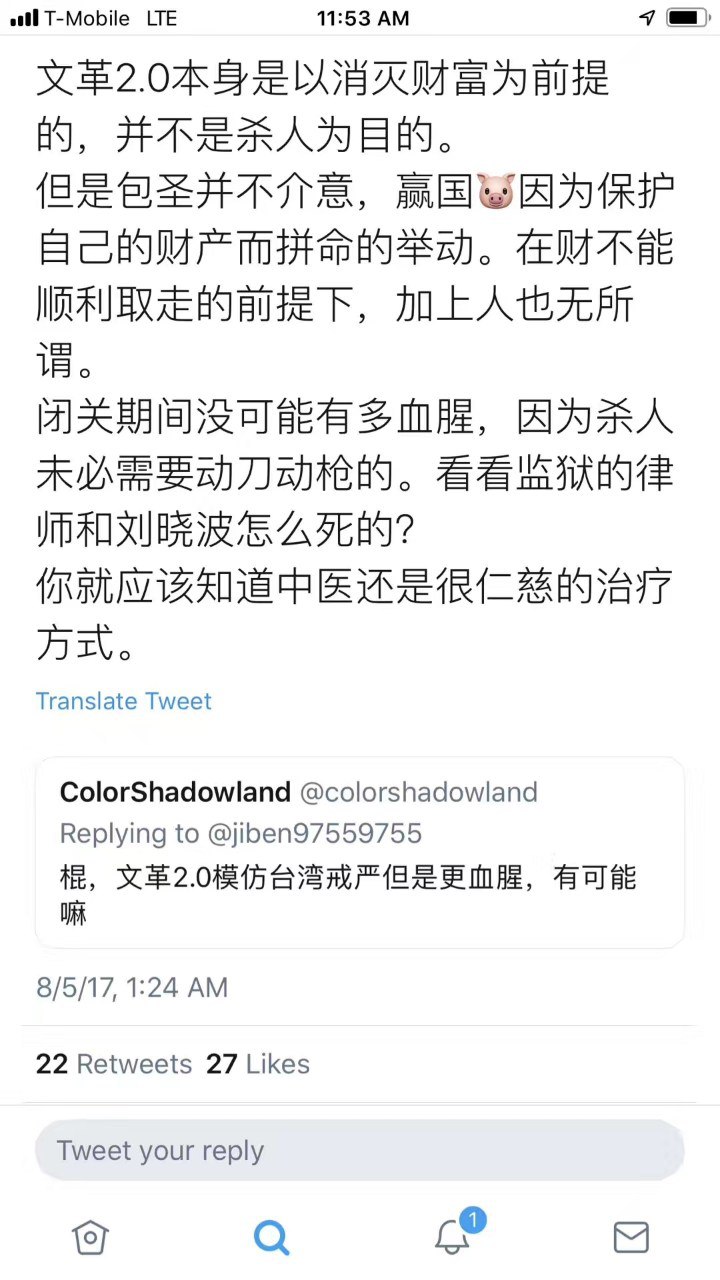 T-Mobile LTE 11:53 AM
文革2.0本身是以消灭财富为前提
的，并不是杀人为目的。
但是包圣并不介意，赢国🐷因为保护
自己的财产而拼命的举动。在财不能
顺利取走的前提下，加上人也无所
谓。
闭关期间没可能有多血腥，因为杀人
未必需要动刀动枪的。看看监狱的律
师和刘晓波怎么死的？
你就应该知道中医还是很仁慈的治疗
方式。
Translate Tweet
ColorShadowland @colorshadowland
Replying to @jiben97559755
棍，文革2.0模仿台湾戒严但是更血腥，有可能
嘛
8/5/17, 1:24 AM
22 Retweets 27 Likes
Tweet your reply
1